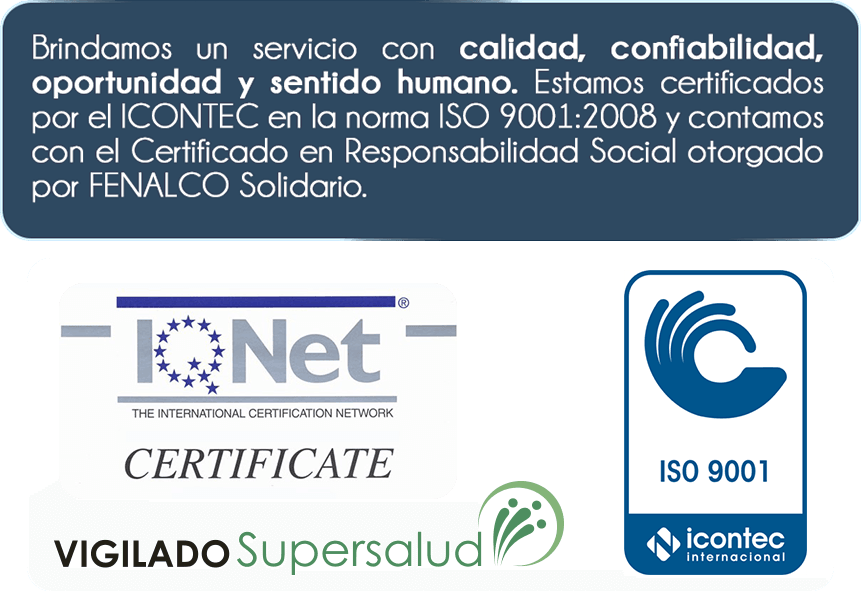 Brindamos un servicio con calidad, confiabilidad,
oportunidad y sentido humano. Estamos certificados
por el ICONTEC en la norma ISO 9001:2008 y contamos
con el Certificado en Responsabilidad Social otorgado
por FENALCO Solidario.
IQNet®
THE INTERNATIONAL CERTIFICATION NETWORK
CERTIFICATE
ISO 9001
icontec
internacional
VIGILADO Supersalud